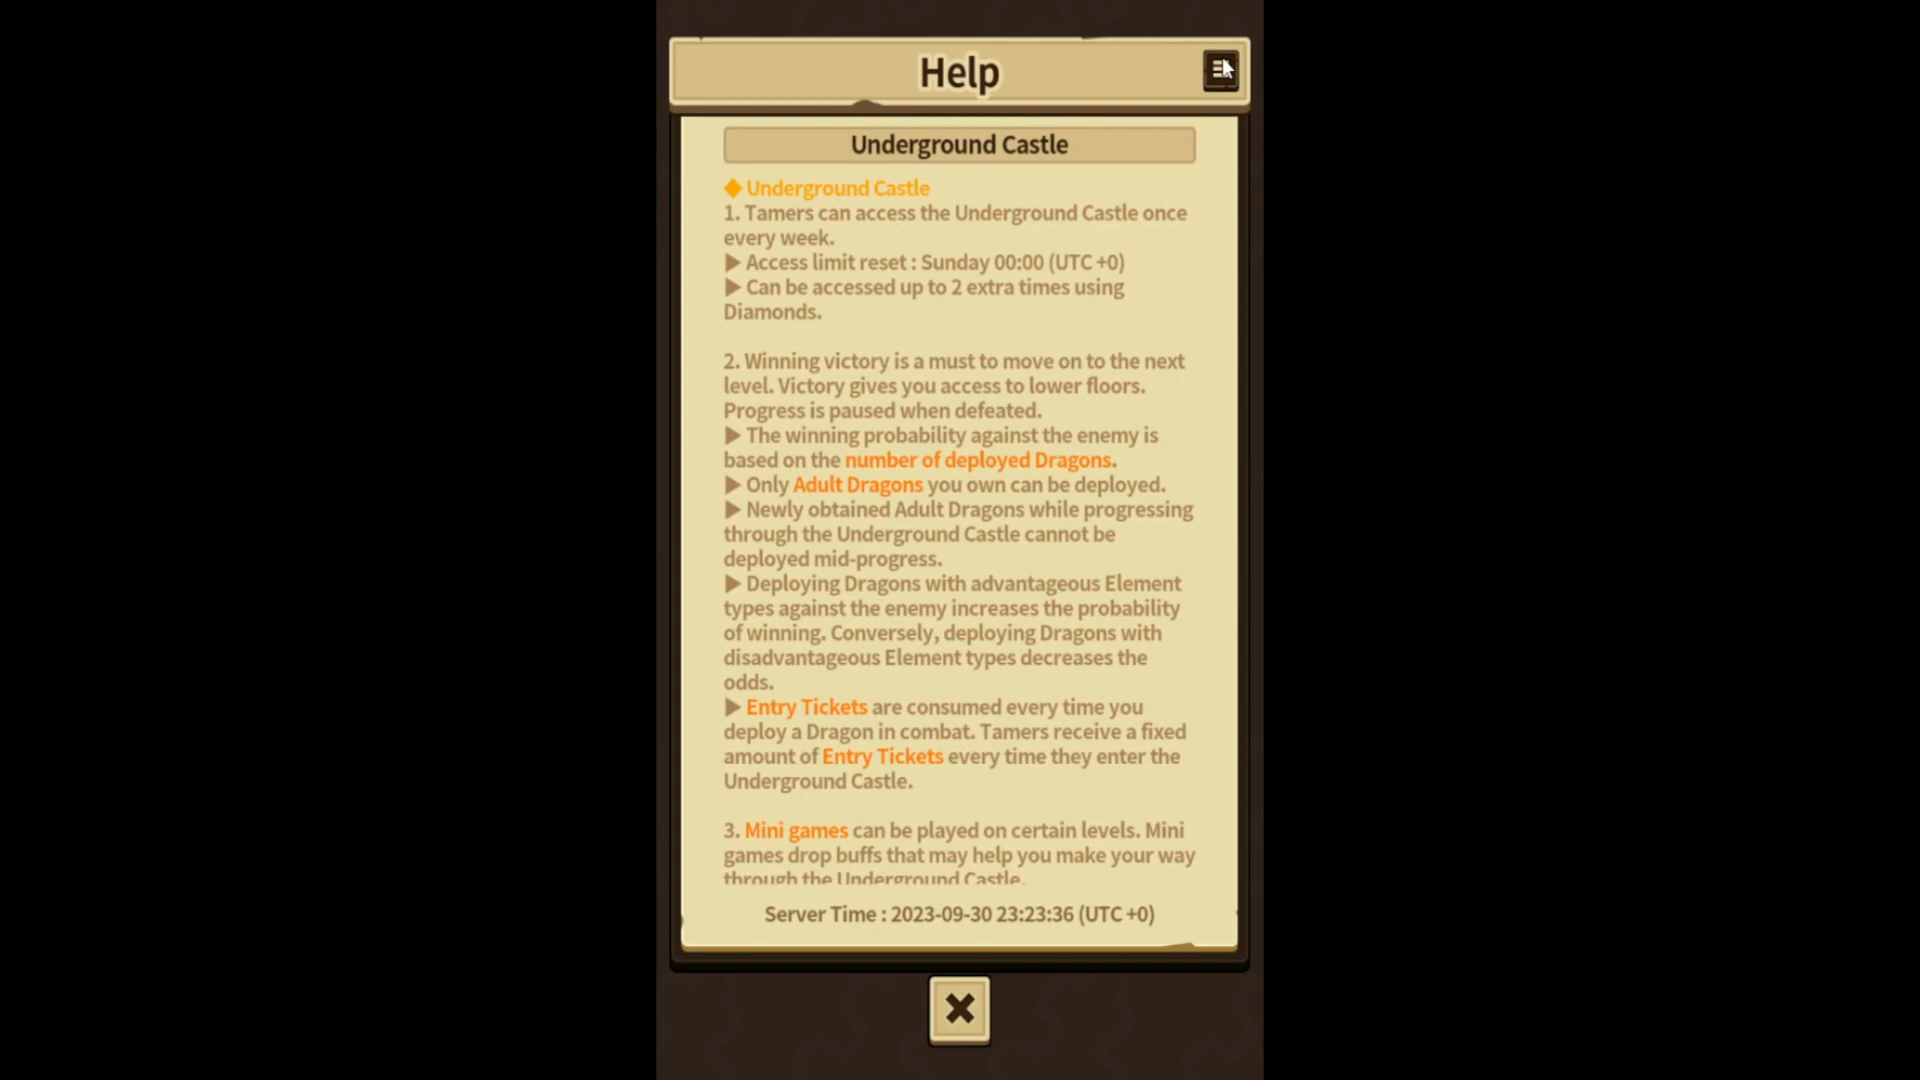 Help
Underground Castle
◆ Underground Castle
1. Tamers can access the Underground Castle once
every week.
▶ Access limit reset : Sunday 00:00 (UTC +0)
▶ Can be accessed up to 2 extra times using
Diamonds.
2. Winning victory is a must to move on to the next
level. Victory gives you access to lower floors.
Progress is paused when defeated.
▶ The winning probability against the enemy is
based on the number of deployed Dragons.
▶ Only Adult Dragons you own can be deployed.
▶ Newly obtained Adult Dragons while progressing
through the Underground Castle cannot be
deployed mid-progress.
▶ Deploying Dragons with advantageous Element
types against the enemy increases the probability
of winning. Conversely, deploying Dragons with
disadvantageous Element types decreases the
odds.
▶ Entry Tickets are consumed every time you
deploy a Dragon in combat. Tamers receive a fixed
amount of Entry Tickets every time they enter the
Underground Castle.
3. Mini games can be played on certain levels. Mini
games drop buffs that may help you make your way
through the Underground Castle.
Server Time : 2023-09-30 23:23:36 (UTC +0)